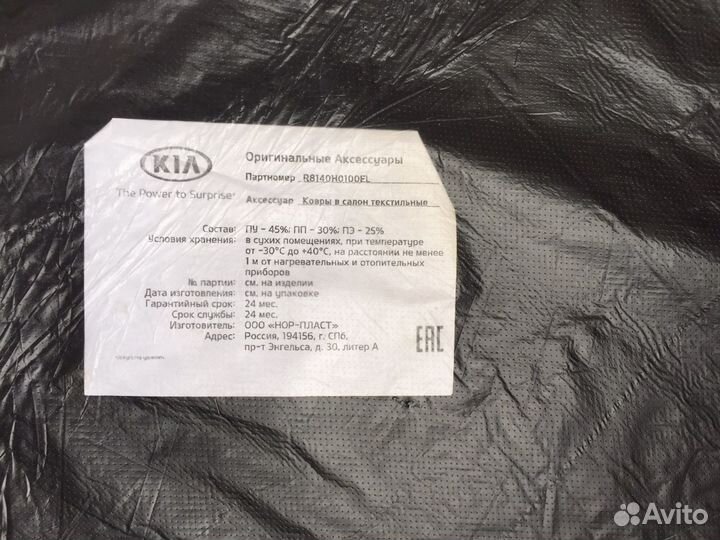 KIA
The Power to Surprise
Оригинальные Аксессуары
Партномер R8140H0100FL
Аксессуар Ковры в салон текстильные
Состав: ПУ - 45%; ПП - 30%; ПЭ - 25%
Условия хранения: в сухих помещениях, при температуре
от -30°С до +40°С, на расстоянии не менее
1 м от нагревательных и отопительных
приборов
№ партии: см. на изделии
Дата изготовления: см. на упаковке
Гарантийный срок: 24 мес.
Срок службы: 24 мес.
Изготовитель: ООО «НОР-ПЛАСТ»
Адрес: Россия, 194156, г. СПб,
пр-т Энгельса, д. 30, литер А
EAC
Avito